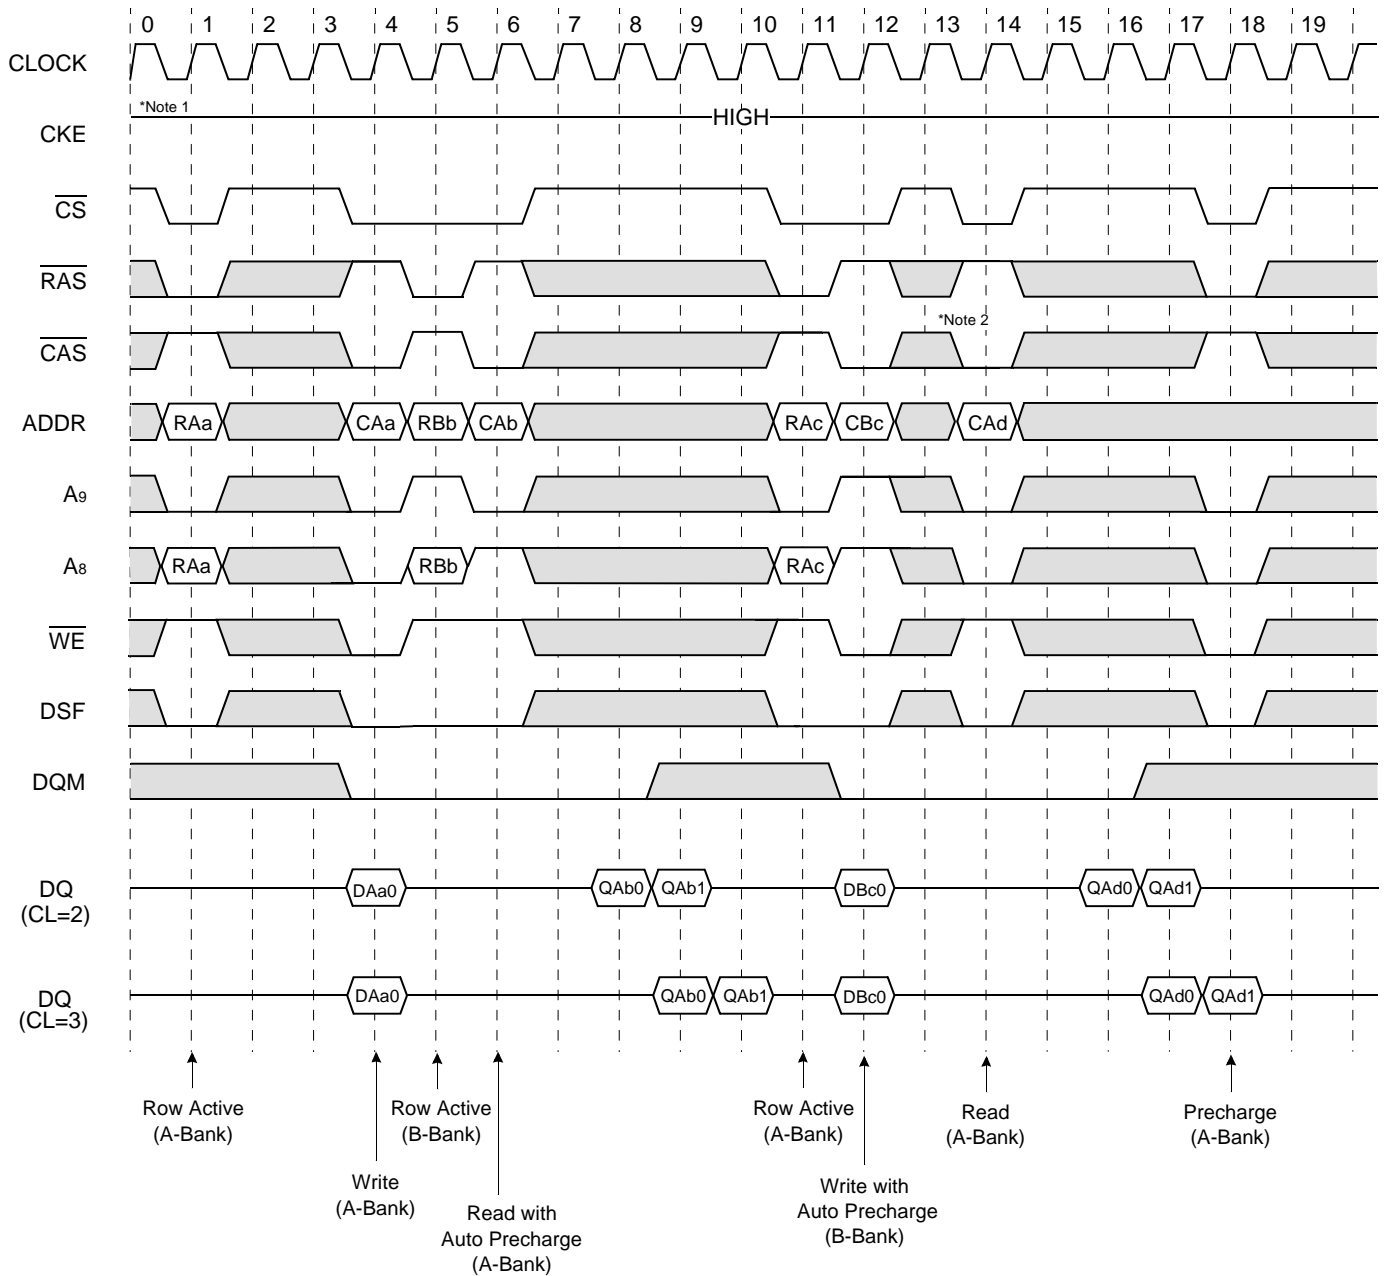 0 1 2 3 4 5 6 7 8 9 10 11 12 13 14 15 16 17 18 19
CLOCK
*Note 1
CKE
HIGH
CS
RAS
*Note 2
CAS
ADDR RAa CAa RBb CAb RAc CBc CAd
A9
A8 RAa RBb RAc
WE
DSF
DQM
DQ
(CL=2)
DAa0 QAb0 QAb1 DBc0 QAd0 QAd1
DQ
(CL=3)
DAa0 QAb0 QAb1 DBc0 QAd0 QAd1
Row Active
(A-Bank)
Write
(A-Bank)
Row Active
(B-Bank)
Read with
Auto Precharge
(A-Bank)
Row Active
(A-Bank)
Write with
Auto Precharge
(B-Bank)
Read
(A-Bank)
Precharge
(A-Bank)